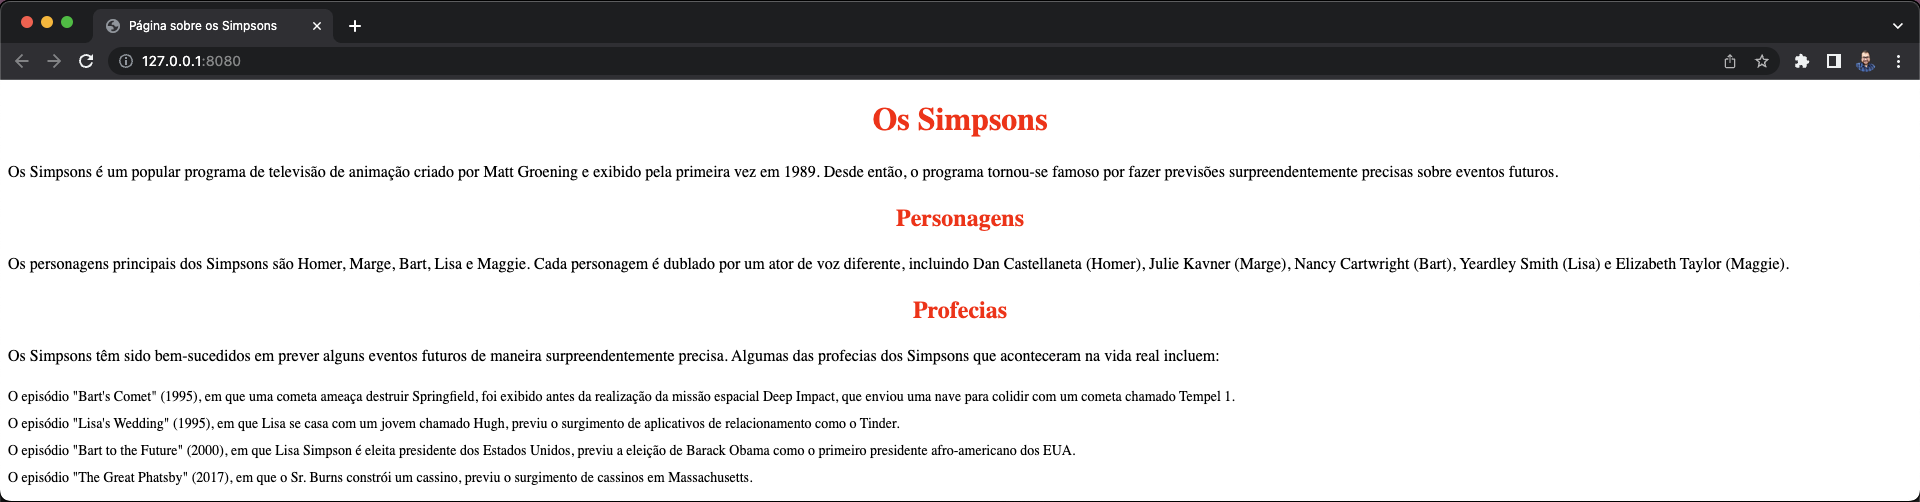 Página sobre os Simpsons
127.0.0.1:8080
Os Simpsons
Os Simpsons é um popular programa de televisão de animação criado por Matt Groening e exibido pela primeira vez em 1989. Desde então, o programa tornou-se famoso por fazer previsões surpreendentemente precisas sobre eventos futuros.
Personagens
Os personagens principais dos Simpsons são Homer, Marge, Bart, Lisa e Maggie. Cada personagem é dublado por um ator de voz diferente, incluindo Dan Castellaneta (Homer), Julie Kavner (Marge), Nancy Cartwright (Bart), Yeardley Smith (Lisa) e Elizabeth Taylor (Maggie).
Profecias
Os Simpsons têm sido bem-sucedidos em prever alguns eventos futuros de maneira surpreendentemente precisa. Algumas das profecias dos Simpsons que aconteceram na vida real incluem:
O episódio "Bart's Comet" (1995), em que uma cometa ameaça destruir Springfield, foi exibido antes da realização da missão espacial Deep Impact, que enviou uma nave para colidir com um cometa chamado Tempel 1.
O episódio "Lisa's Wedding" (1995), em que Lisa se casa com um jovem chamado Hugh, previu o surgimento de aplicativos de relacionamento como o Tinder.
O episódio "Bart to the Future" (2000), em que Lisa Simpson é eleita presidente dos Estados Unidos, previu a eleição de Barack Obama como o primeiro presidente afro-americano dos EUA.
O episódio "The Great Phatsby" (2017), em que o Sr. Burns constrói um cassino, previu o surgimento de cassinos em Massachusetts.